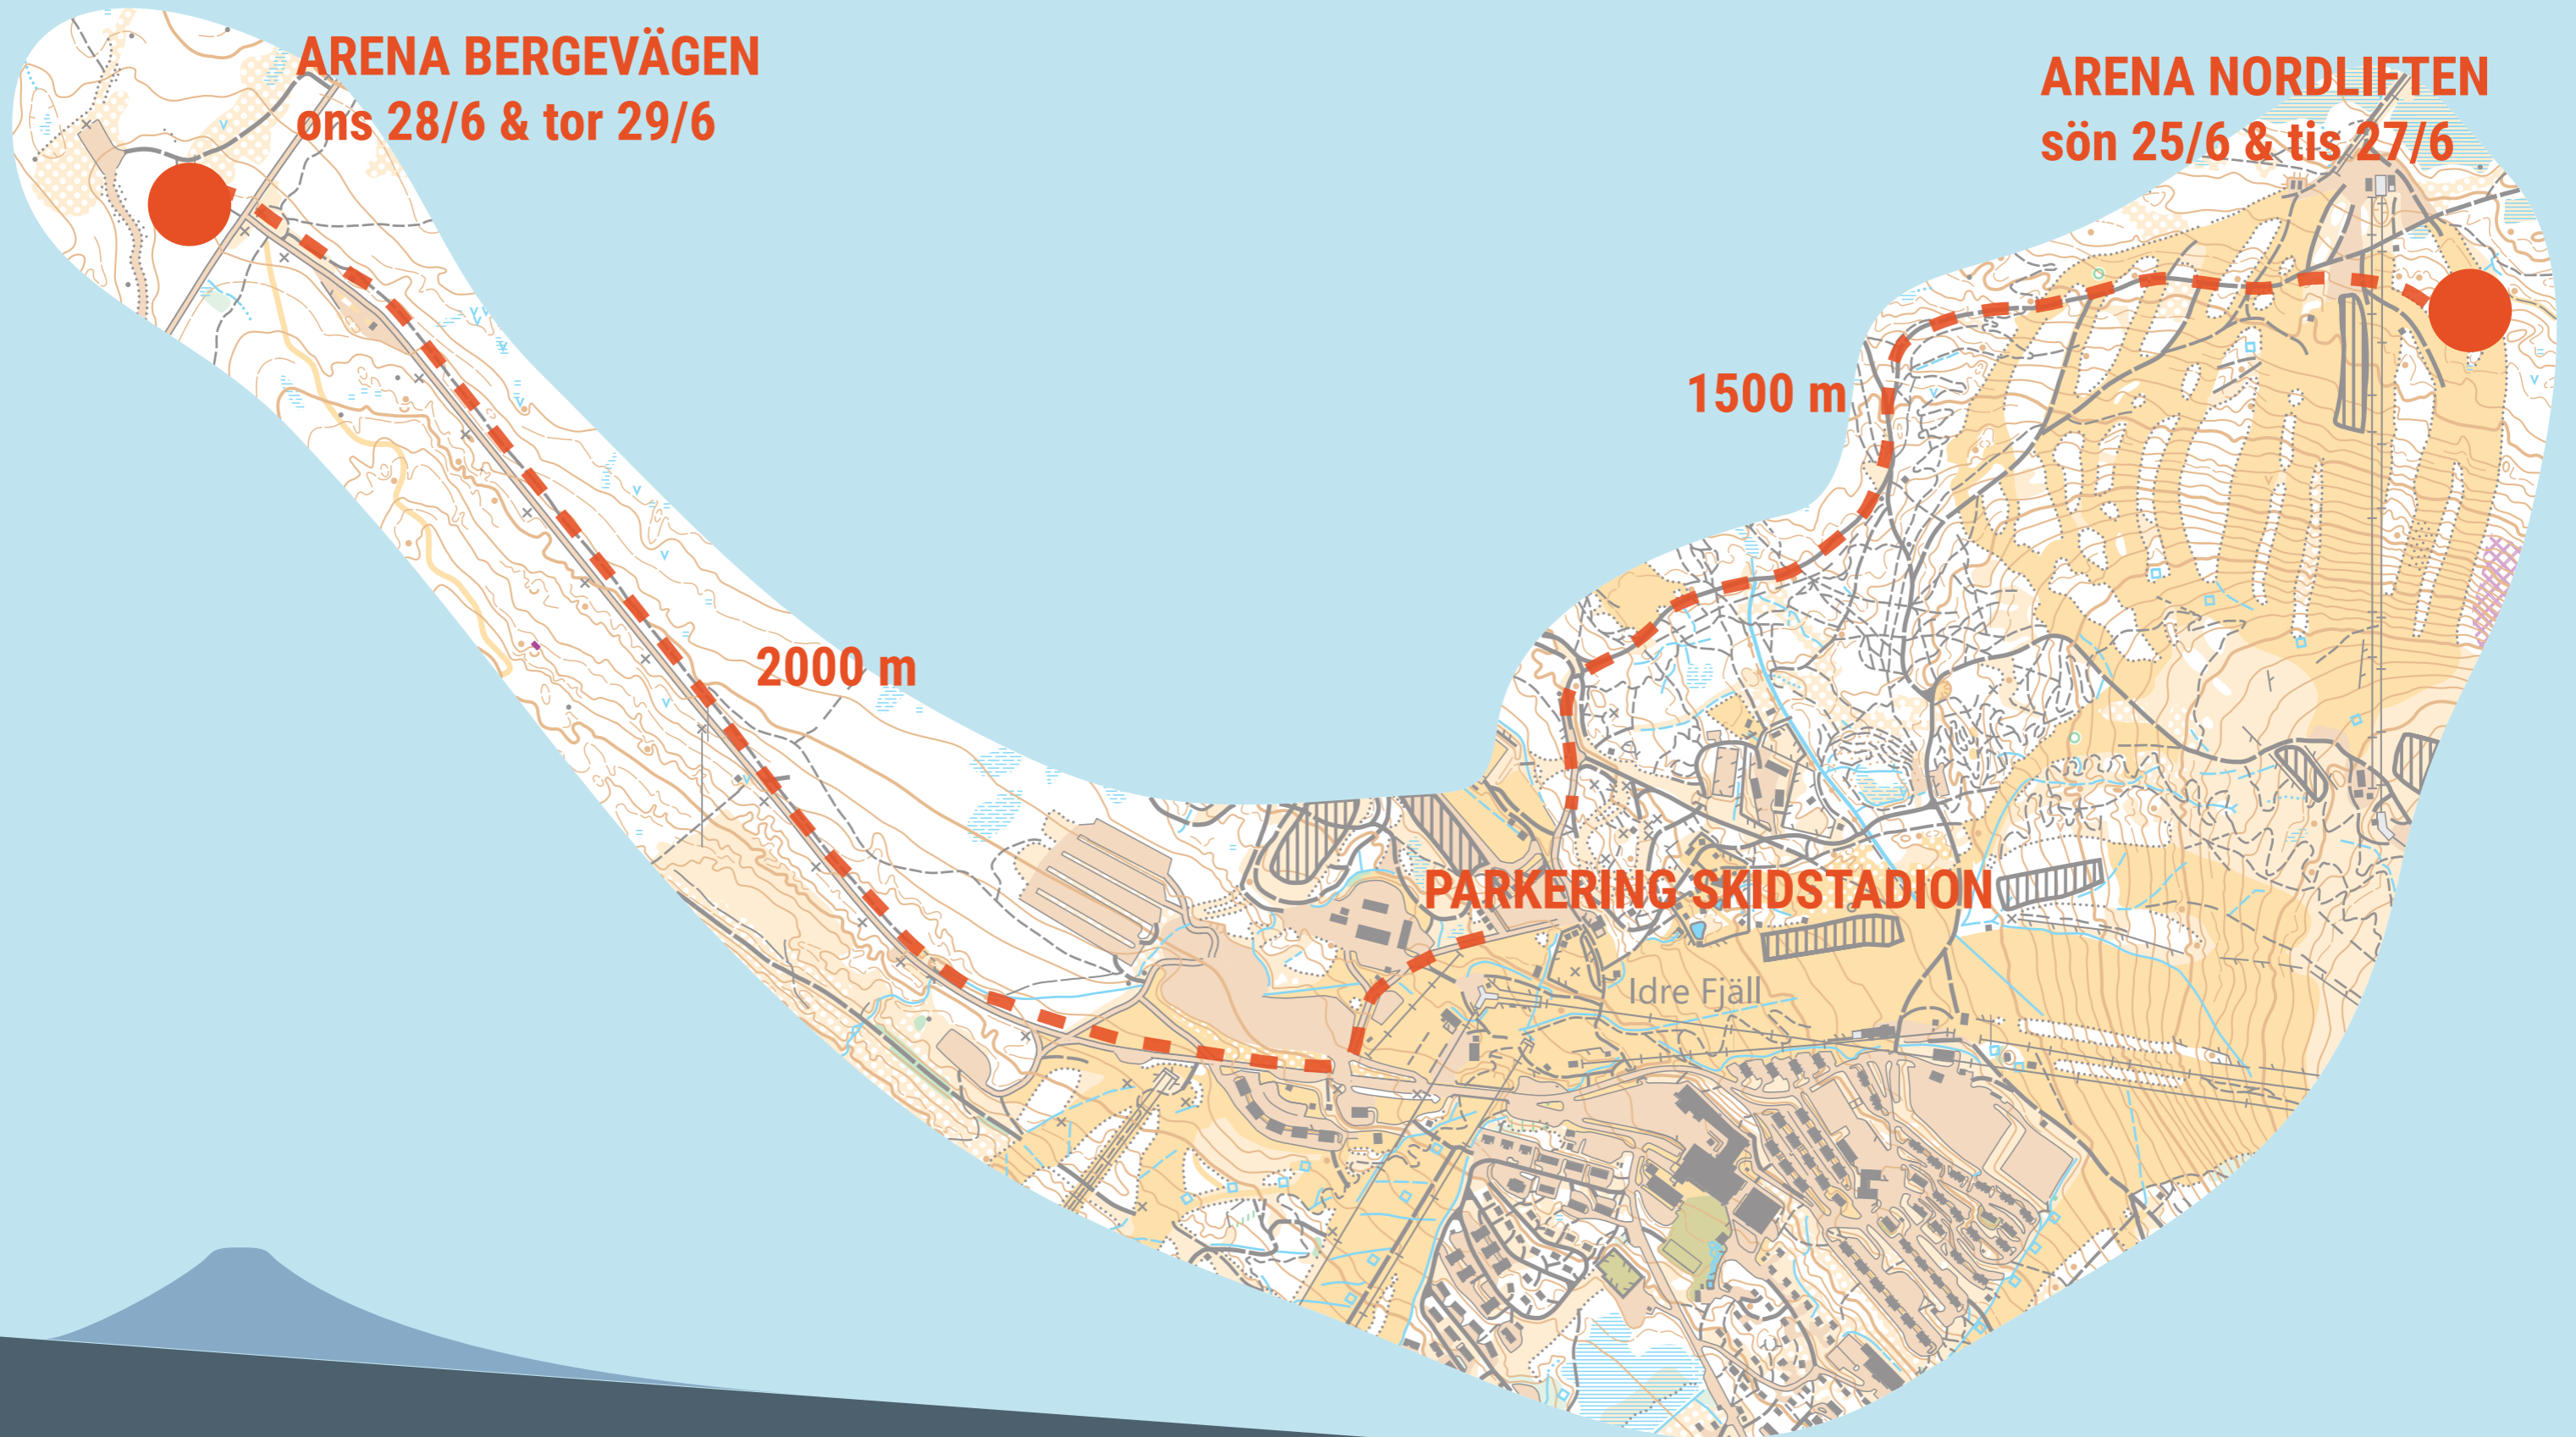 ARENA BERGEVÄGEN
ons 28/6 & tor 29/6
ARENA NORDLIFTEN
sön 25/6 & tis 27/6
1500 m
2000 m
PARKERING SKIDSTADION
Idre Fjäll